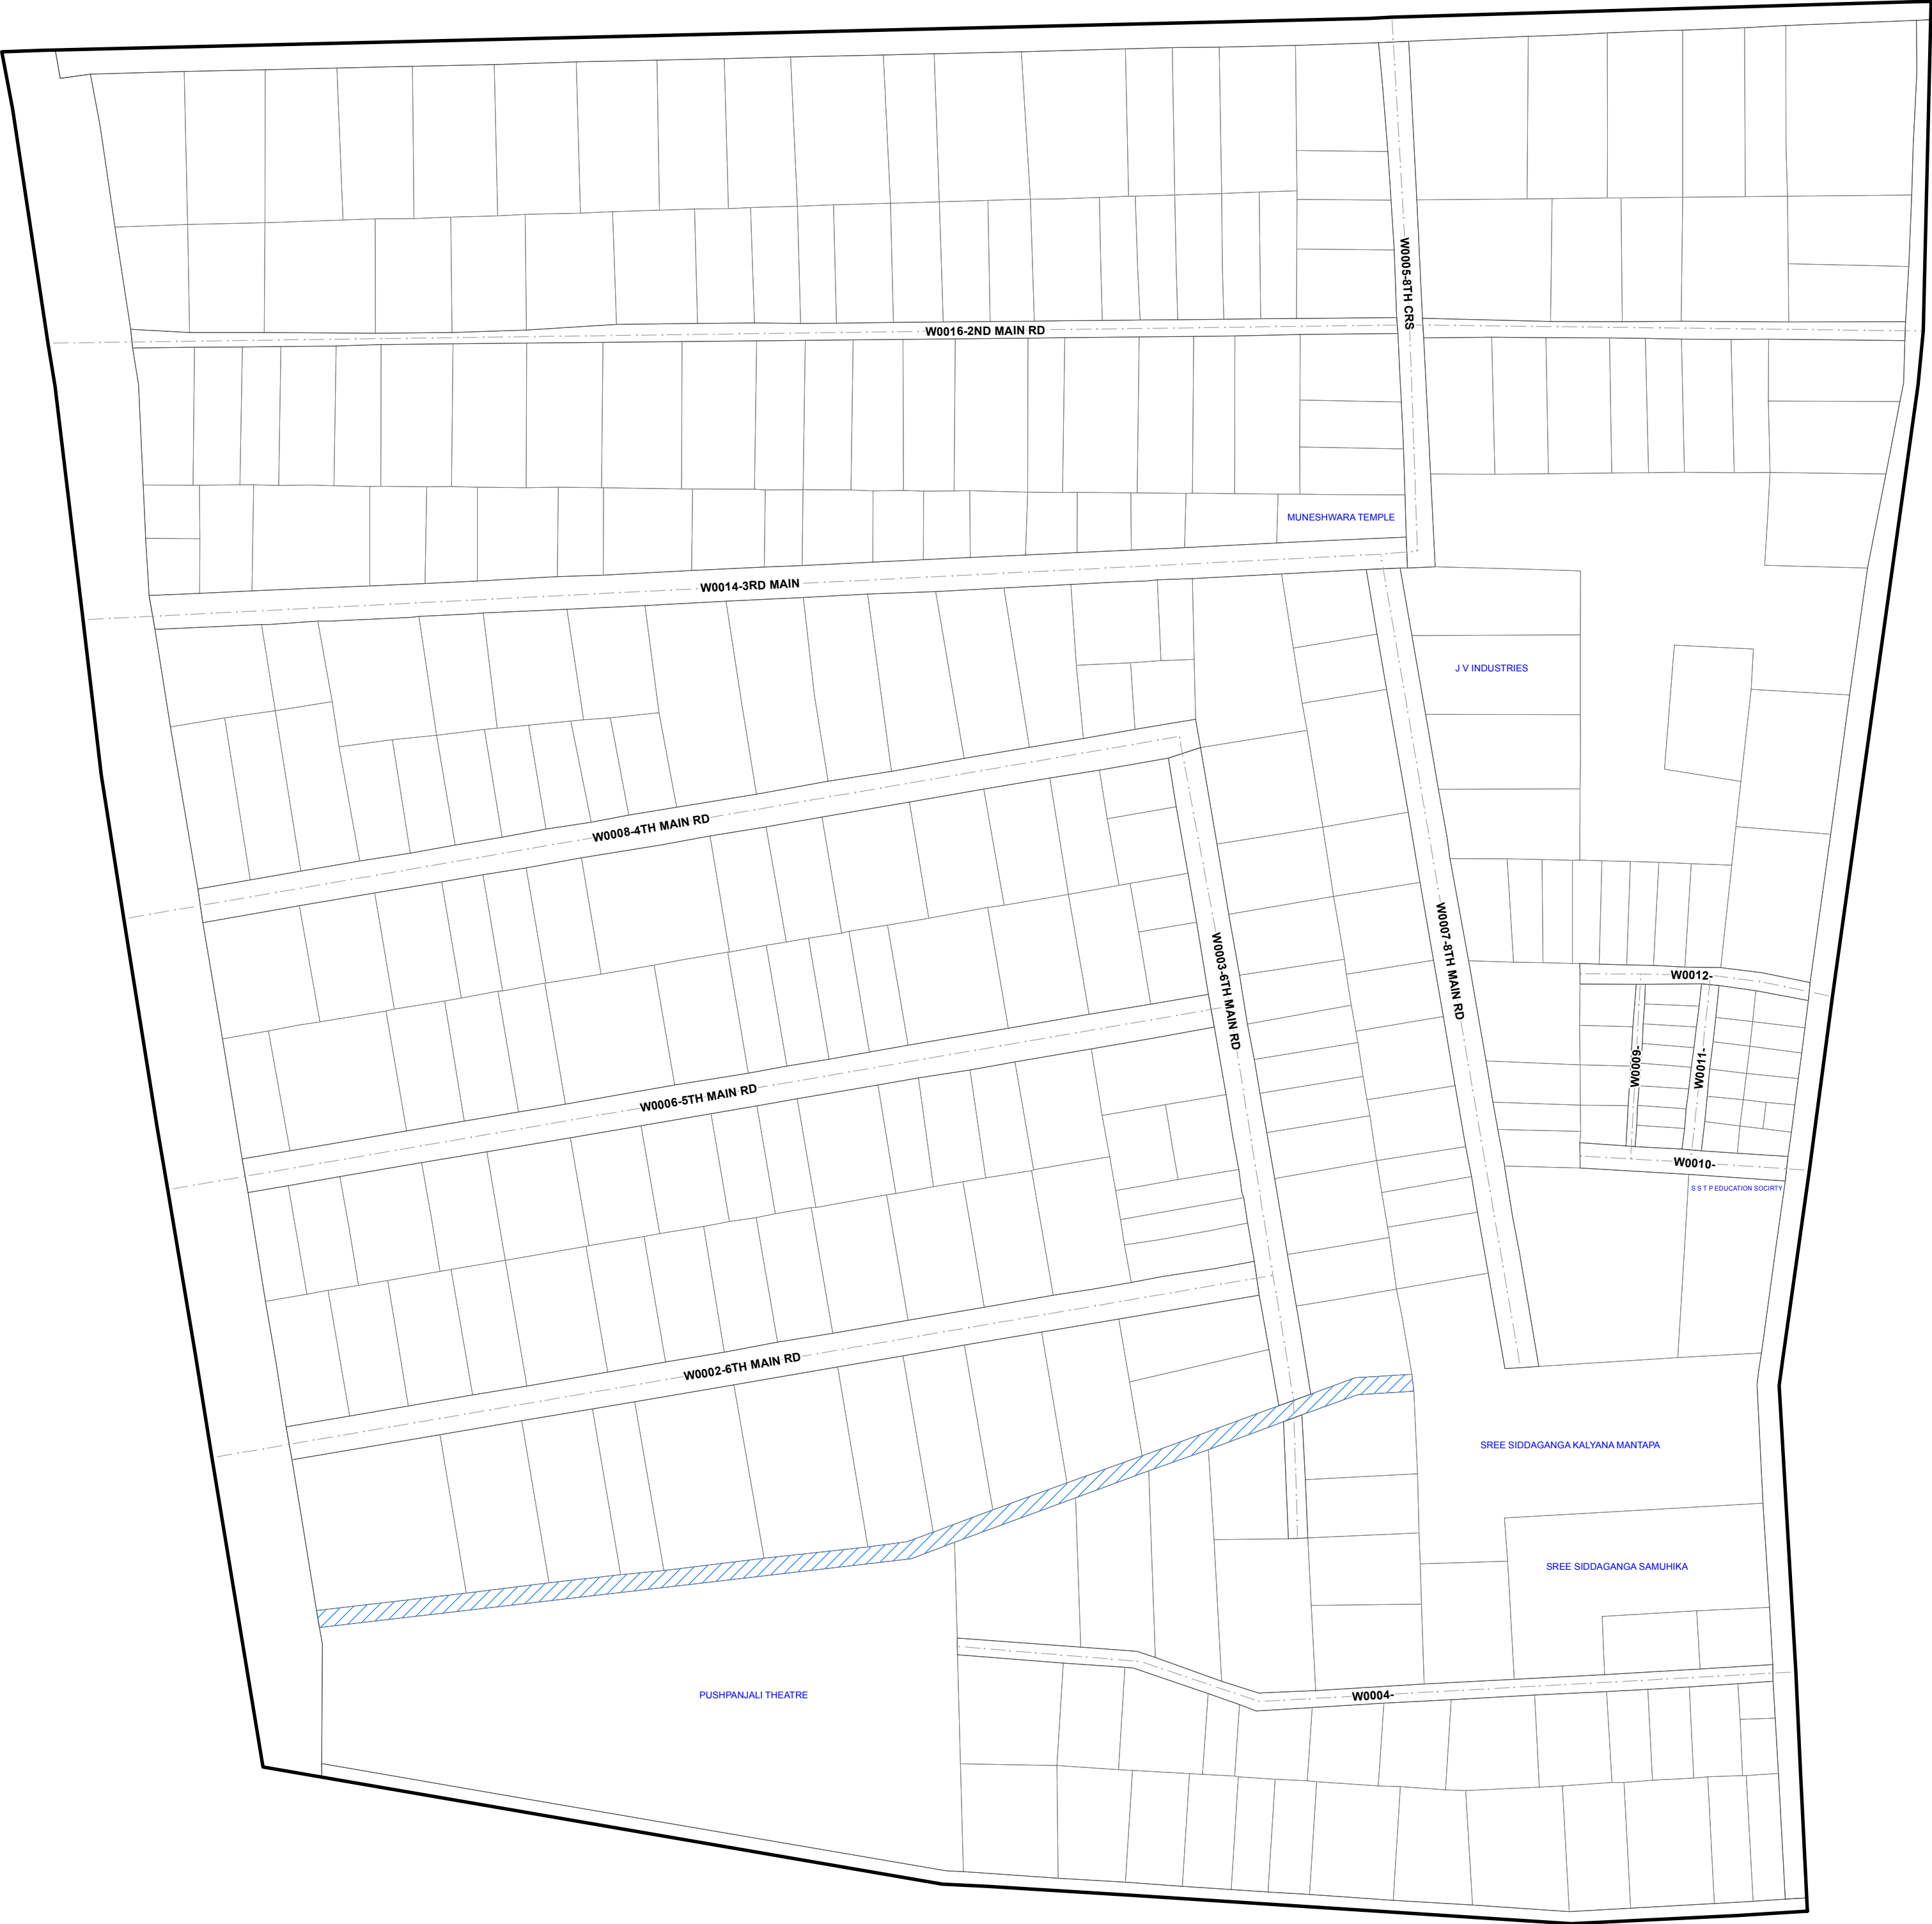 W0005-8TH CRS
W0016-2ND MAIN RD
MUNESHWARA TEMPLE
W0014-3RD MAIN
J V INDUSTRIES
W0008-4TH MAIN RD
W0003-6TH MAIN RD
W0007-8TH MAIN RD
W0012-
W0009-
W0011-
W0006-5TH MAIN RD
W0010-
S S T P EDUCATION SOCIRTY
W0002-6TH MAIN RD
SREE SIDDAGANGA KALYANA MANTAPA
SREE SIDDAGANGA SAMUHIKA
PUSHPANJALI THEATRE
W0004-